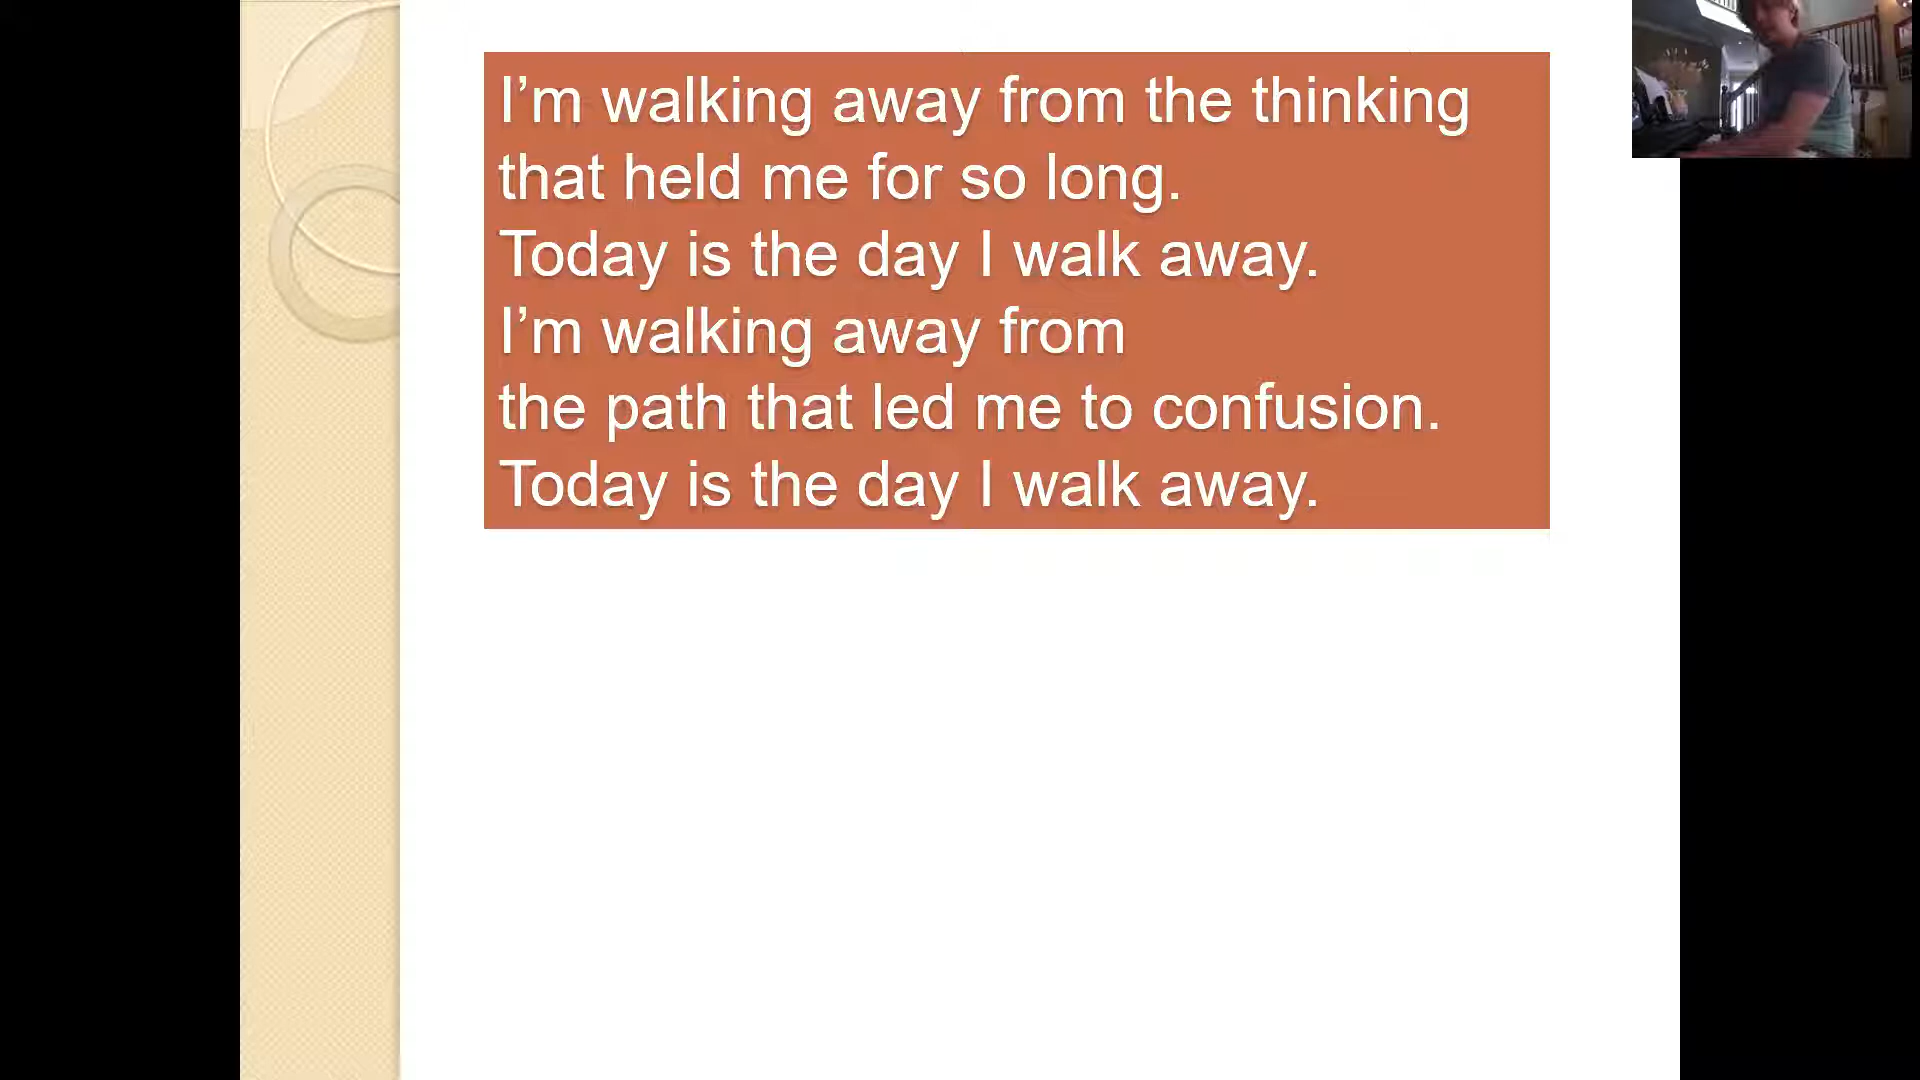 I’m walking away from the thinking
that held me for so long.
Today is the day I walk away.
I’m walking away from
the path that led me to confusion.
Today is the day I walk away.